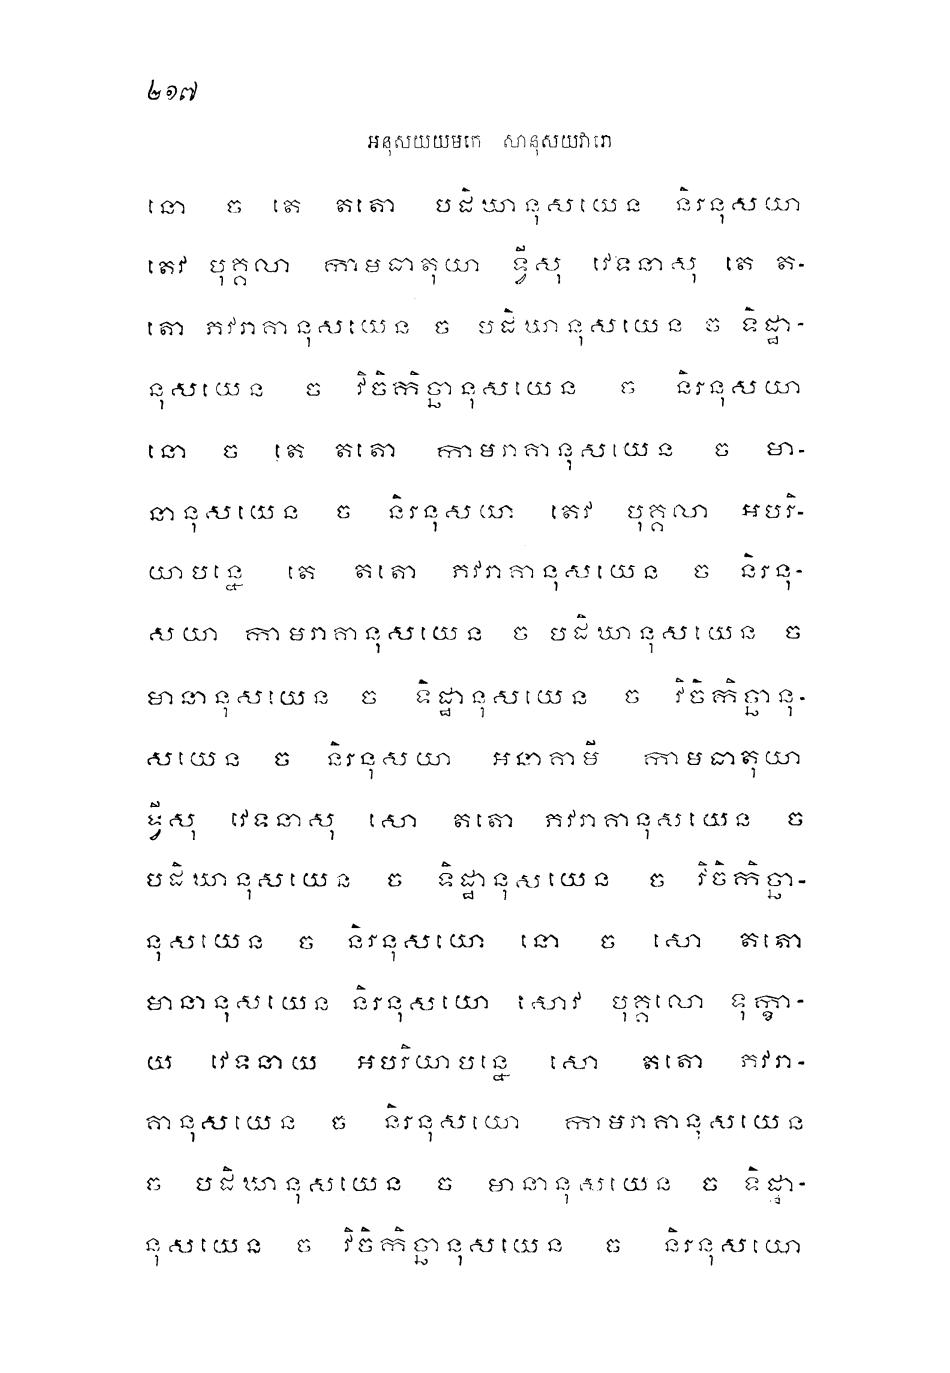 ២១៧
អនុសយយមកេ សានុសយវារោ
នោ ច តេ តតោ បដិឃានុសយេន និរនុសយា
តេវ បុគ្គលា កាមធាតុយា ទ្វីសុ វេទនាសុ តេ ត-
តោ ភវរាគានុសយេន ច បដិឃានុសយេន ច ទិដ្ឋា-
នុសយេន ច វិចិកិច្ឆានុសយេន ច និរនុសយា
នោ ច តេ តតោ កាមរាគានុសយេន ច មា-
នានុសយេន ច និរនុសយា តេវ បុគ្គលា អបរិ-
យាបន្នេ តេ តតោ ភវរាគានុសយេន ច និរនុ-
សយា កាមរាគានុសយេន ច បដិឃានុសយេន ច
មានានុសយេន ច ទិដ្ឋានុសយេន ច វិចិកិច្ឆានុ-
សយេន ច និរនុសយា អនាគាមី កាមធាតុយា
ទ្វីសុ វេទនាសុ សោ តតោ ភវរាគានុសយេន ច
បដិឃានុសយេន ច ទិដ្ឋានុសយេន ច វិចិកិច្ឆា-
នុសយេន ច និរនុសយោ នោ ច សោ តតោ
មានានុសយេន និរនុសយោ សោវ បុគ្គលោ ទុក្ខា-
យ វេទនាយ អបរិយាបន្នេ សោ តតោ ភវរា-
គានុសយេន ច និរនុសយោ កាមរាគានុសយេន
ច បដិឃានុសយេន ច មានានុសយេន ច ទិដ្ឋា-
នុសយេន ច វិចិកិច្ឆានុសយេន ច និរនុសយោ